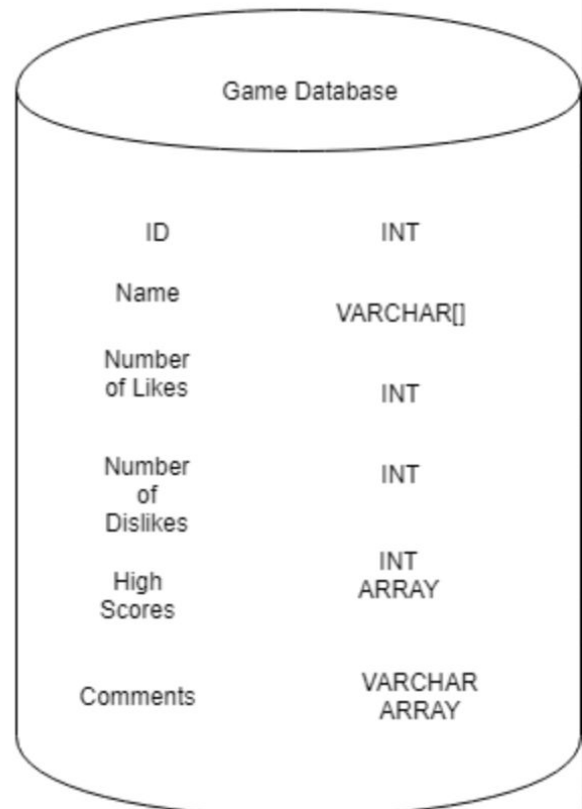 Game Database
ID INT
Name VARCHAR[]
Number
of Likes INT
Number
of
Dislikes INT
High
Scores INT
ARRAY
Comments VARCHAR
ARRAY